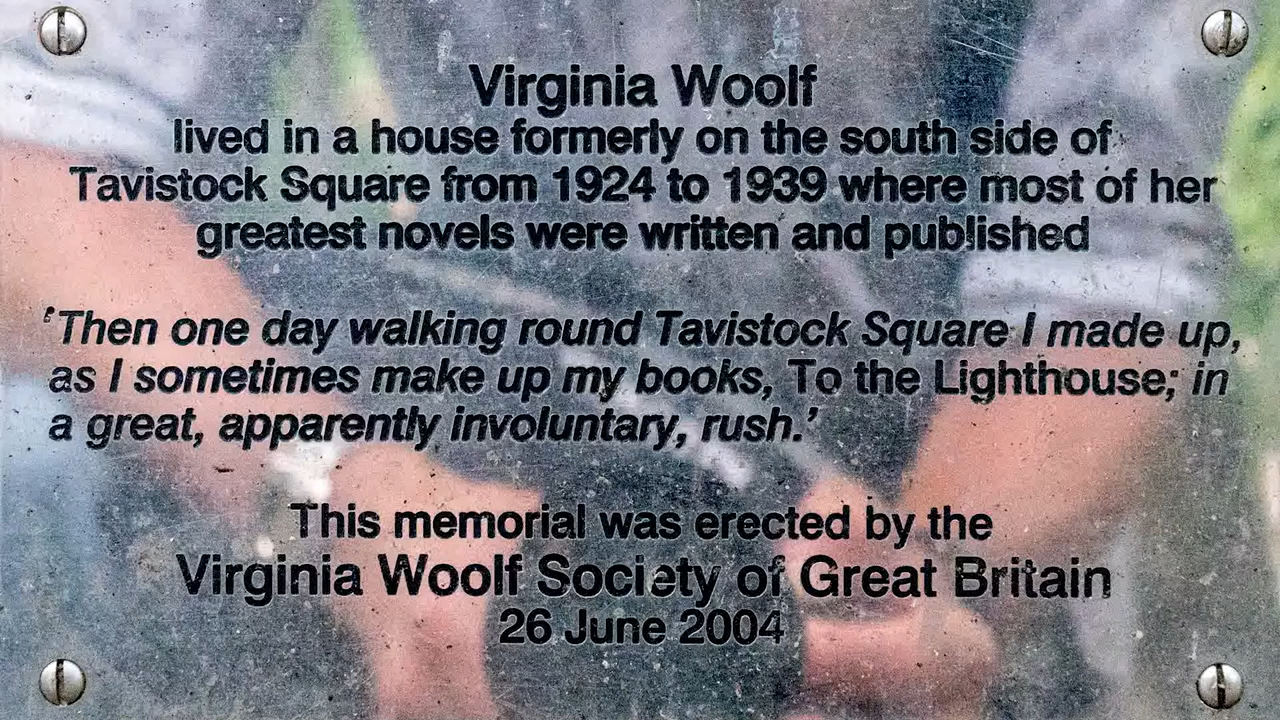 Virginia Woolf
lived in a house formerly on the south side of
Tavistock Square from 1924 to 1939 where most of her
greatest novels were written and published
'Then one day walking round Tavistock Square I made up,
as I sometimes make up my books, To the Lighthouse; in
a great, apparently involuntary, rush.'
This memorial was erected by the
Virginia Woolf Society of Great Britain
26 June 2004